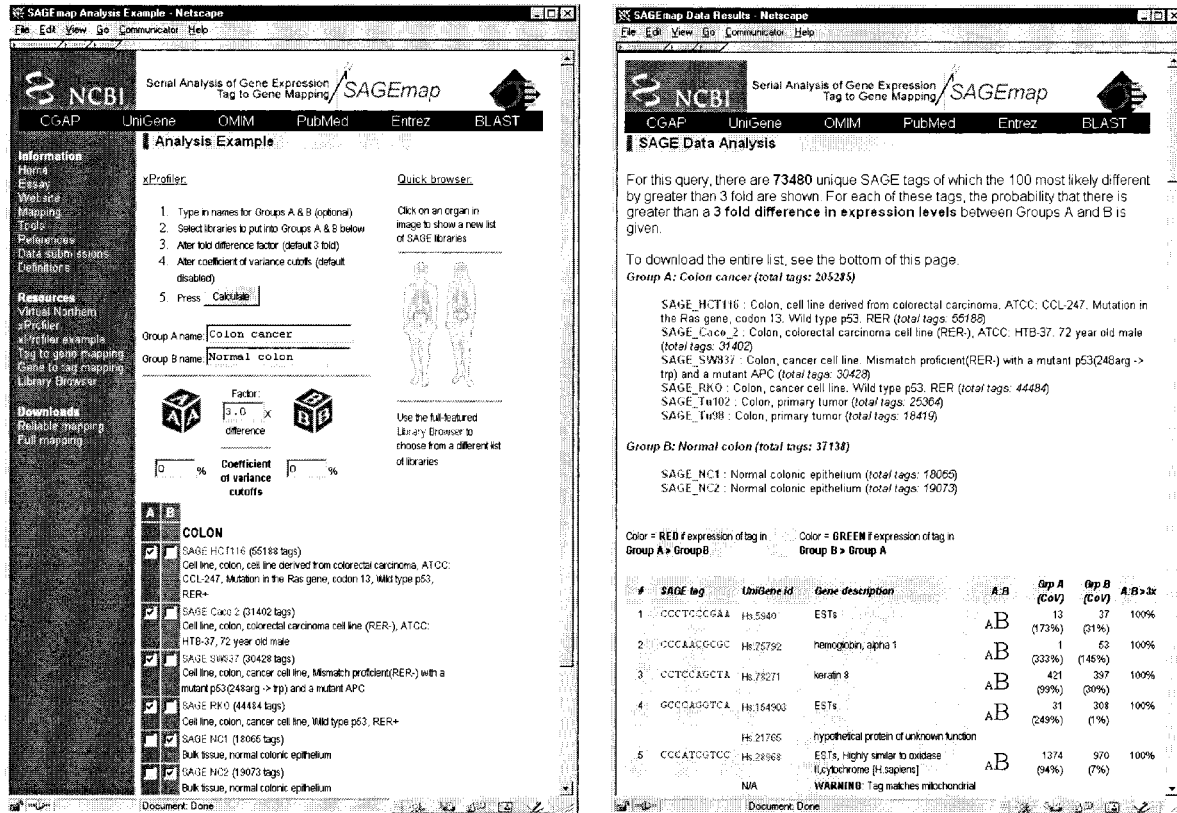 SAGEmap Analysis Example - Netscape
File Edit View Go Communicator Help
NCBI
Serial Analysis of Gene Expression
Tag to Gene Mapping
SAGEmap
CGAP UniGene OMIM PubMed Entrez BLAST
Information
Home
Essay
Website
Mapping
Tools
References
Data submissions
Definitions
Resources
Virtual Northern
xProfiler
xProfiler example
Tag to gene mapping
Gene to tag mapping
Library Browser
Downloads
Reliable mapping
Full mapping
Analysis Example
xProfiler:
1. Type in names for Groups A & B (optional)
2. Select libraries to put into Groups A & B below
3. Alter fold difference factor (default 3 fold)
4. Alter coefficient of variance cutoffs (default
disabled)
5. Press Calculate
Group A name: Colon cancer
Group B name: Normal colon
Quick browser:
Click on an organ in
image to show a new list
of SAGE libraries
Use the full-featured
Library Browser to
choose from a different list
of libraries
A A A
Factor:
3.0 x
difference
B B B
0 %
Coefficient
of variance
cutoffs
0 %
A B
COLON
SAGE HCT116 (55188 tags)
Cell line, colon, cell line derived from colorectal carcinoma, ATCC:
CCL-247, Mutation in the Ras gene, codon 13, Wild type p53,
RER+
SAGE Caco 2 (31402 tags)
Cell line, colon, colorectal carcinoma cell line (RER-), ATCC:
HTB-37, 72 year old male
SAGE SW837 (30428 tags)
Cell line, colon, cancer cell line, Mismatch proficient(RER-) with a
mutant p53(248arg -> trp) and a mutant APC
SAGE RKO (44484 tags)
Cell line, colon, cancer cell line, Wild type p53, RER+
SAGE NC1 (18065 tags)
Bulk tissue, normal colonic epithelium
SAGE NC2 (19073 tags)
Bulk tissue, normal colonic epithelium
Document: Done
SAGEmap Data Results - Netscape
File Edit View Go Communicator Help
NCBI
Serial Analysis of Gene Expression
Tag to Gene Mapping
SAGEmap
CGAP UniGene OMIM PubMed Entrez BLAST
SAGE Data Analysis
For this query, there are 73480 unique SAGE tags of which the 100 most likely different
by greater than 3 fold are shown. For each of these tags, the probability that there is
greater than a 3 fold difference in expression levels between Groups A and B is
given.
To download the entire list, see the bottom of this page.
Group A: Colon cancer (total tags: 205285)
SAGE_HCT116 : Colon, cell line derived from colorectal carcinoma. ATCC: CCL-247. Mutation in
the Ras gene, codon 13. Wild type p53. RER (total tags: 55188)
SAGE_Caco_2 : Colon, colorectal carcinoma cell line (RER-), ATCC: HTB-37. 72 year old male
(total tags: 31402)
SAGE_SW837 : Colon, cancer cell line. Mismatch proficient(RER-) with a mutant p53(248arg ->
trp) and a mutant APC (total tags: 30428)
SAGE_RKO : Colon, cancer cell line. Wild type p53. RER (total tags: 44484)
SAGE_Tu102 : Colon, primary tumor (total tags: 25364)
SAGE_Tu98 : Colon, primary tumor (total tags: 18419)
Group B: Normal colon (total tags: 37138)
SAGE_NC1 : Normal colonic epithelium (total tags: 18065)
SAGE_NC2 : Normal colonic epithelium (total tags: 19073)
Color = RED if expression of tag in
Group A > GroupB
Color = GREEN if expression of tag in
Group B > Group A
# SAGE tag UniGene id Gene description A:B Grp A (CoV) Grp B (CoV) A:B>3x
1 CCCTCCCGAA Hs.5940 ESTs AB 13 (173%) 37 (31%) 100%
2 CCCAACGCGC Hs.75792 hemoglobin, alpha 1 AB 1 (333%) 53 (145%) 100%
3 CCTCCAGCTA Hs.78271 keratin 8 AB 421 (99%) 397 (30%) 100%
4 GCCCAGGTCA Hs.154903 ESTs AB 31 (249%) 308 (1%) 100%
Hs.21765 hypothetical protein of unknown function
5 CCCATCGTCC Hs.28968 ESTs, Highly similar to oxidase
II,cytochrome [H.sapiens] AB 1374 (94%) 970 (7%) 100%
N/A WARNING: Tag matches mitochondrial
Document: Done